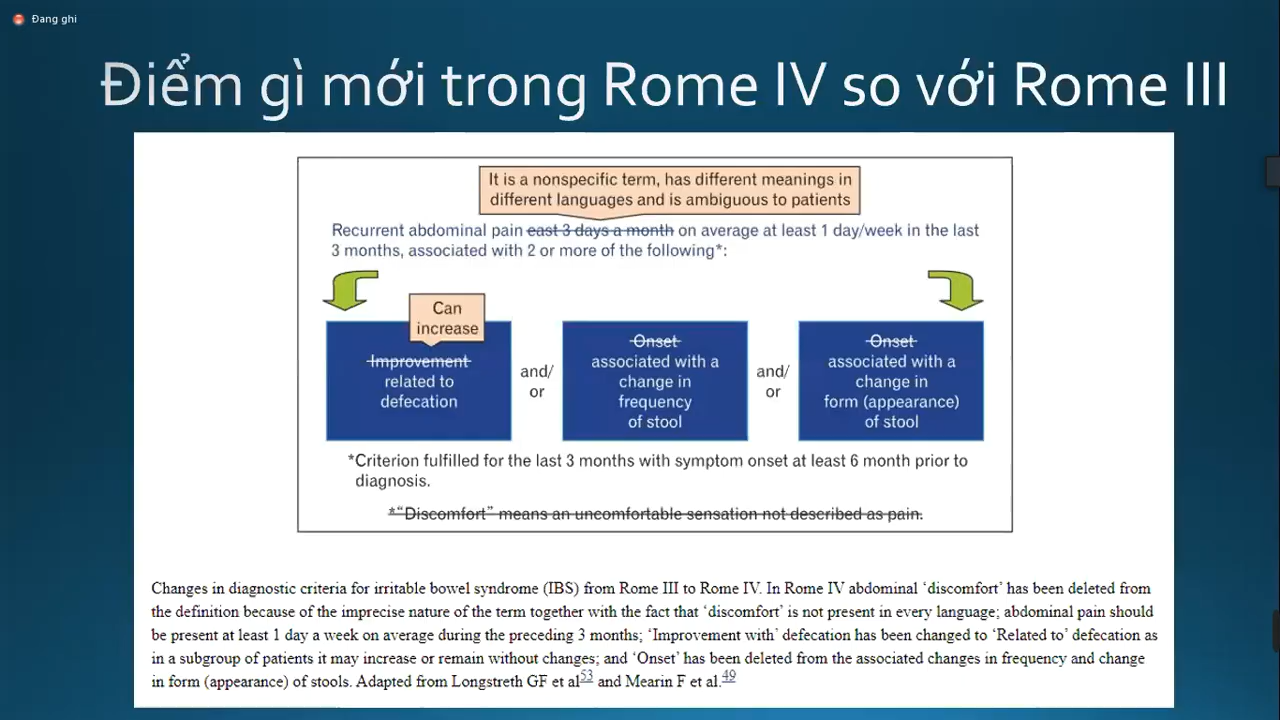 Đang ghi
Điểm gì mới trong Rome IV so với Rome III
It is a nonspecific term, has different meanings in
different languages and is ambiguous to patients
Recurrent abdominal pain east 3 days a month on average at least 1 day/week in the last
3 months, associated with 2 or more of the following*:
Can
increase
Improvement
related to
defecation
and/
or
Onset
associated with a
change in
frequency
of stool
and/
or
Onset
associated with a
change in
form (appearance)
of stool
*Criterion fulfilled for the last 3 months with symptom onset at least 6 month prior to
diagnosis.
*“Discomfort” means an uncomfortable sensation not described as pain.
Changes in diagnostic criteria for irritable bowel syndrome (IBS) from Rome III to Rome IV. In Rome IV abdominal ‘discomfort’ has been deleted from
the definition because of the imprecise nature of the term together with the fact that ‘discomfort’ is not present in every language; abdominal pain should
be present at least 1 day a week on average during the preceding 3 months; ‘Improvement with’ defecation has been changed to ‘Related to’ defecation as
in a subgroup of patients it may increase or remain without changes; and ‘Onset’ has been deleted from the associated changes in frequency and change
in form (appearance) of stools. Adapted from Longstreth GF et al53 and Mearin F et al.49